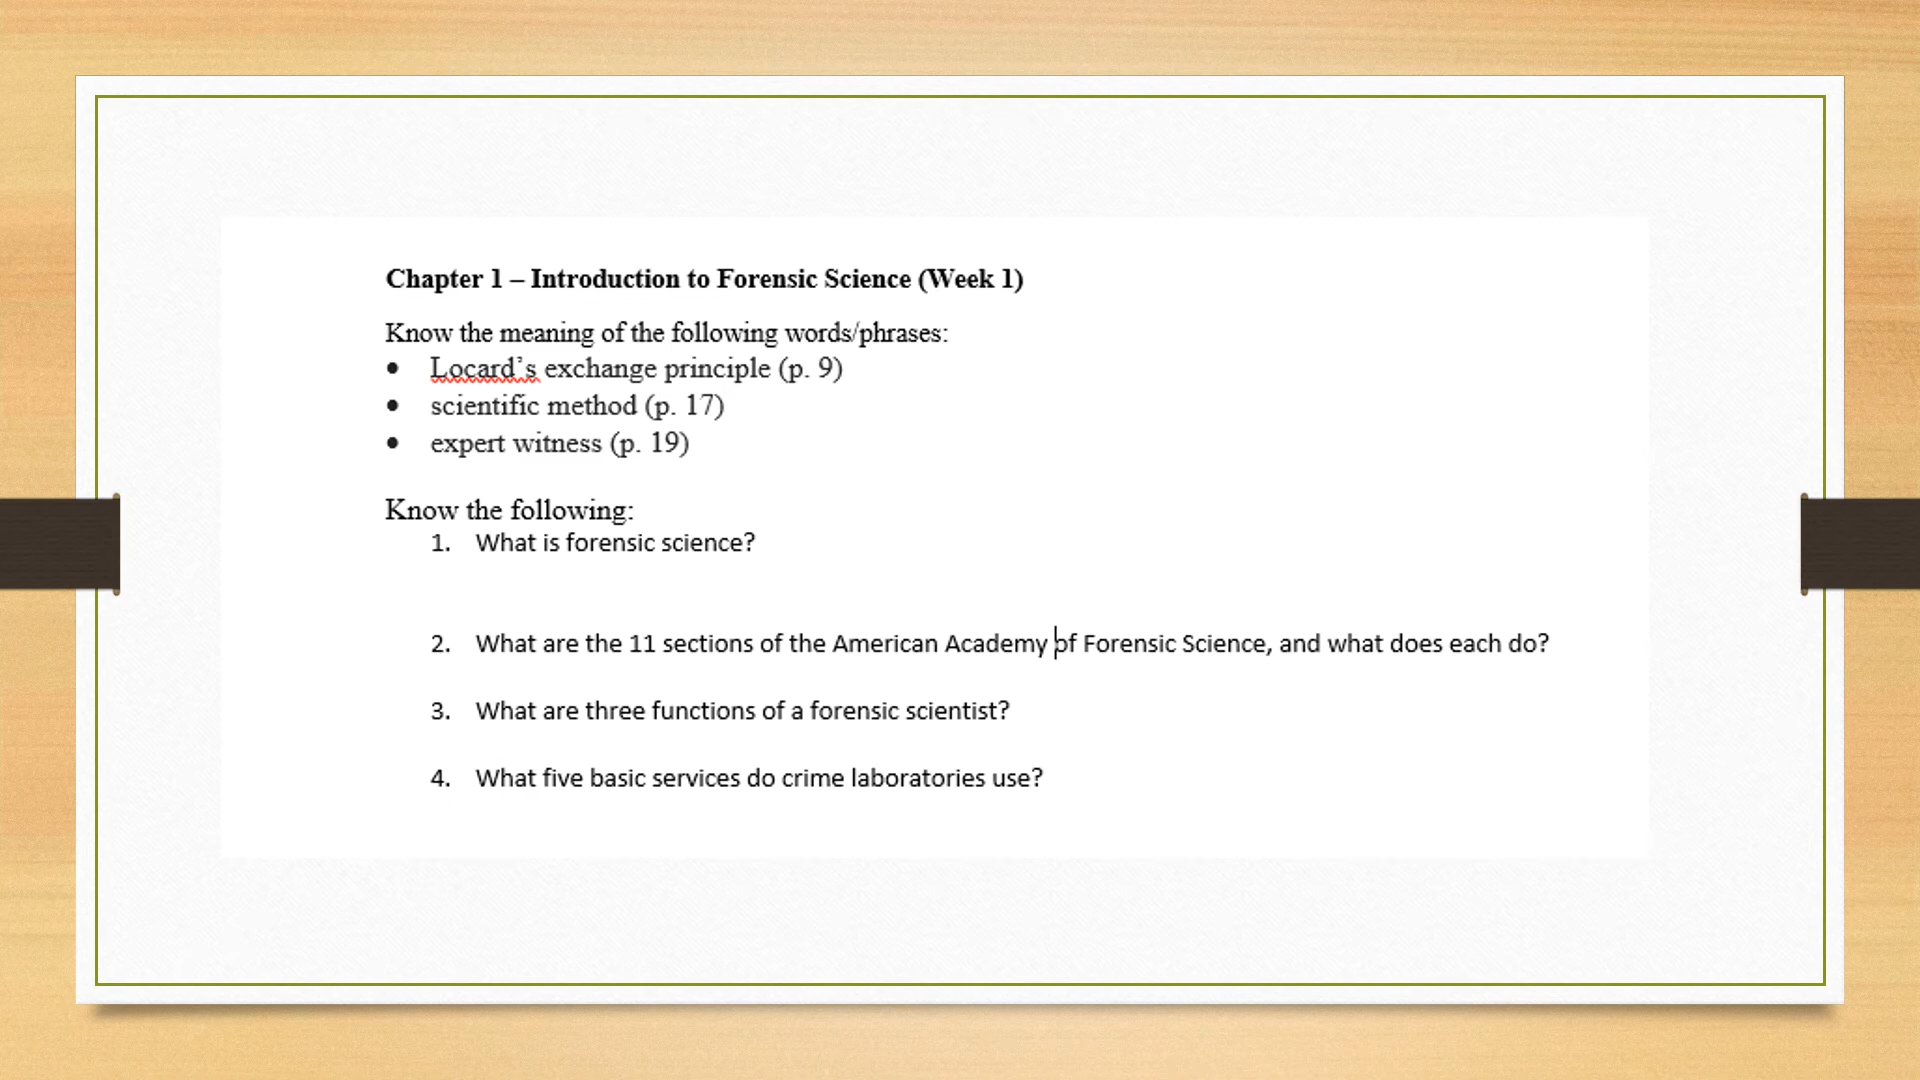 Chapter 1 – Introduction to Forensic Science (Week 1)
Know the meaning of the following words/phrases:
• Locard's exchange principle (p. 9)
• scientific method (p. 17)
• expert witness (p. 19)
Know the following:
1. What is forensic science?
2. What are the 11 sections of the American Academy of Forensic Science, and what does each do?
3. What are three functions of a forensic scientist?
4. What five basic services do crime laboratories use?